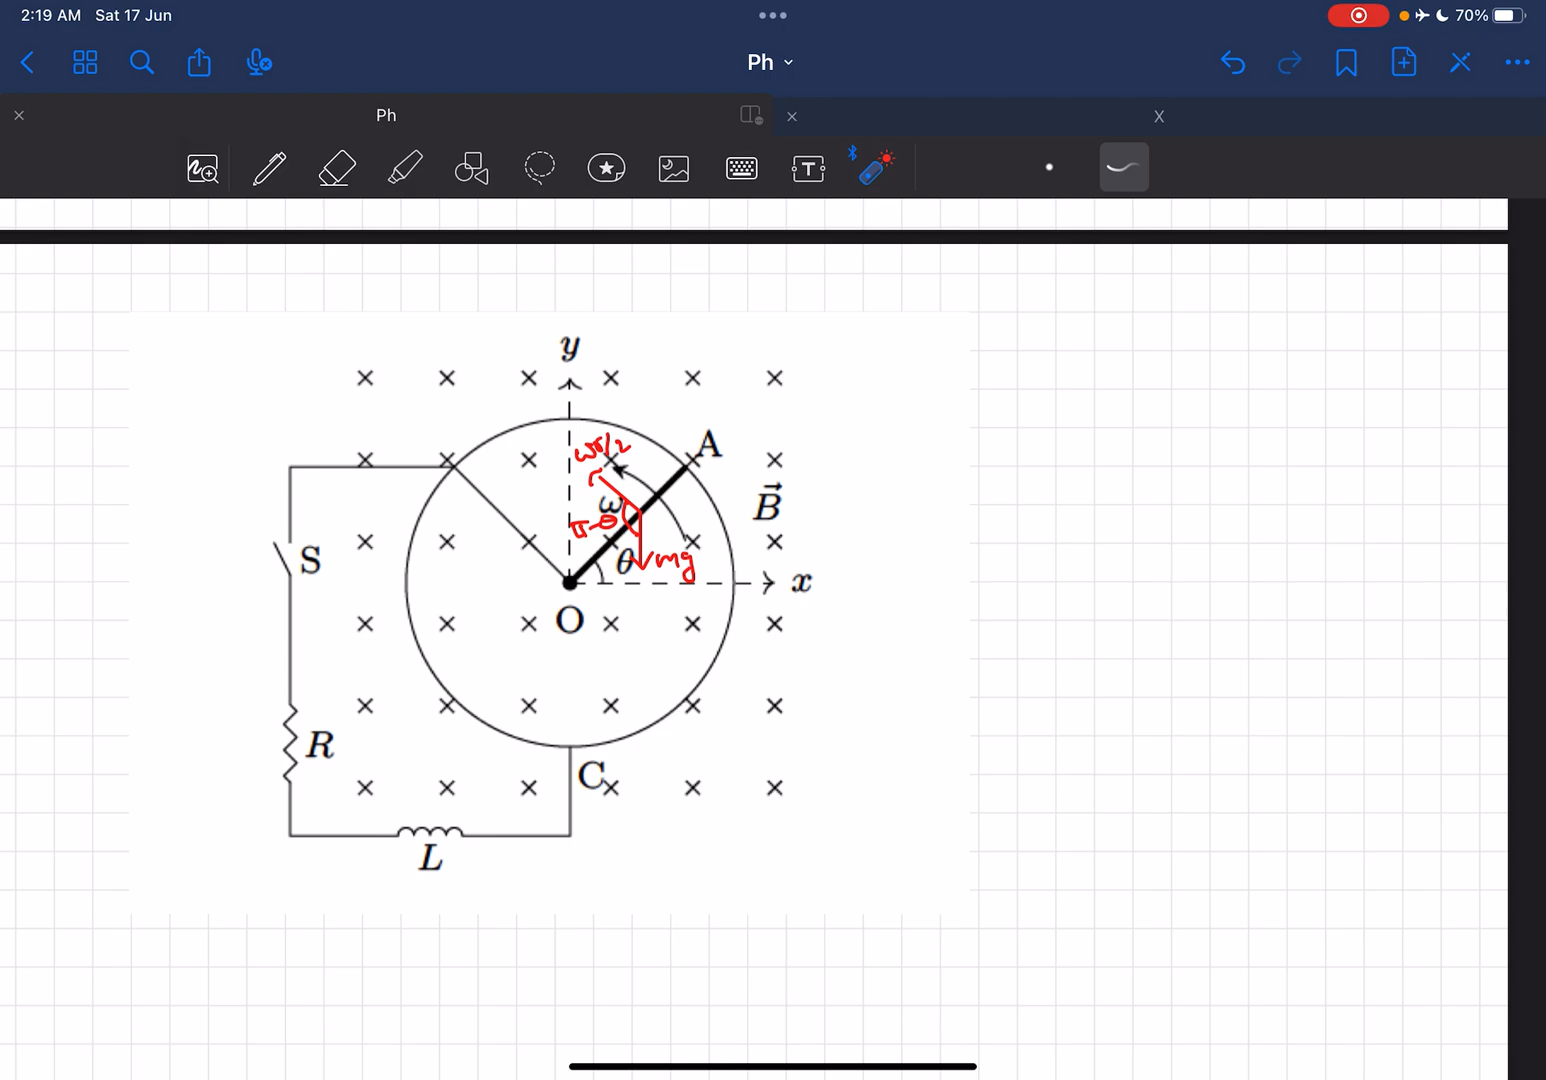 2:19 AM Sat 17 Jun
70%
Ph
Ph
X
T
y
A
ωr/2
B⃗
ω
π-θ
θ
mg
x
S
O
R
C
L